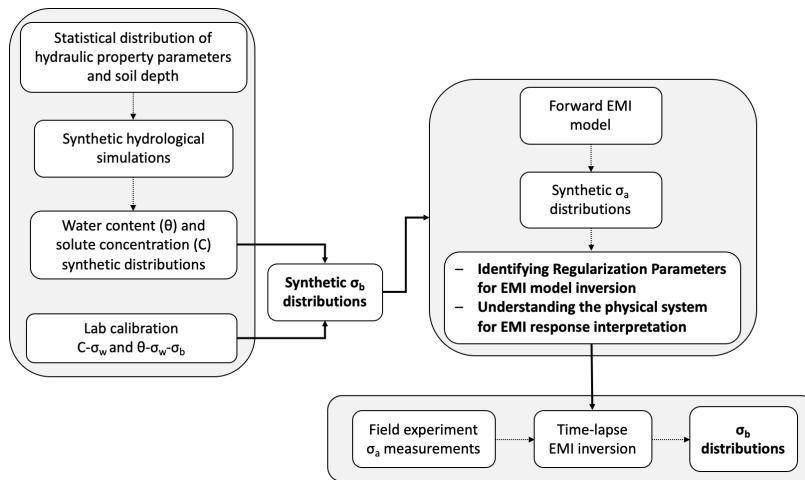 Statistical distribution of
hydraulic property parameters
and soil depth
Synthetic hydrological
simulations
Water content (θ) and
solute concentration (C)
synthetic distributions
Lab calibration
C-σw and θ-σw-σb
Synthetic σb
distributions
Forward EMI
model
Synthetic σa
distributions
– Identifying Regularization Parameters
for EMI model inversion
– Understanding the physical system
for EMI response interpretation
Field experiment
σa measurements
Time-lapse
EMI inversion
σb
distributions